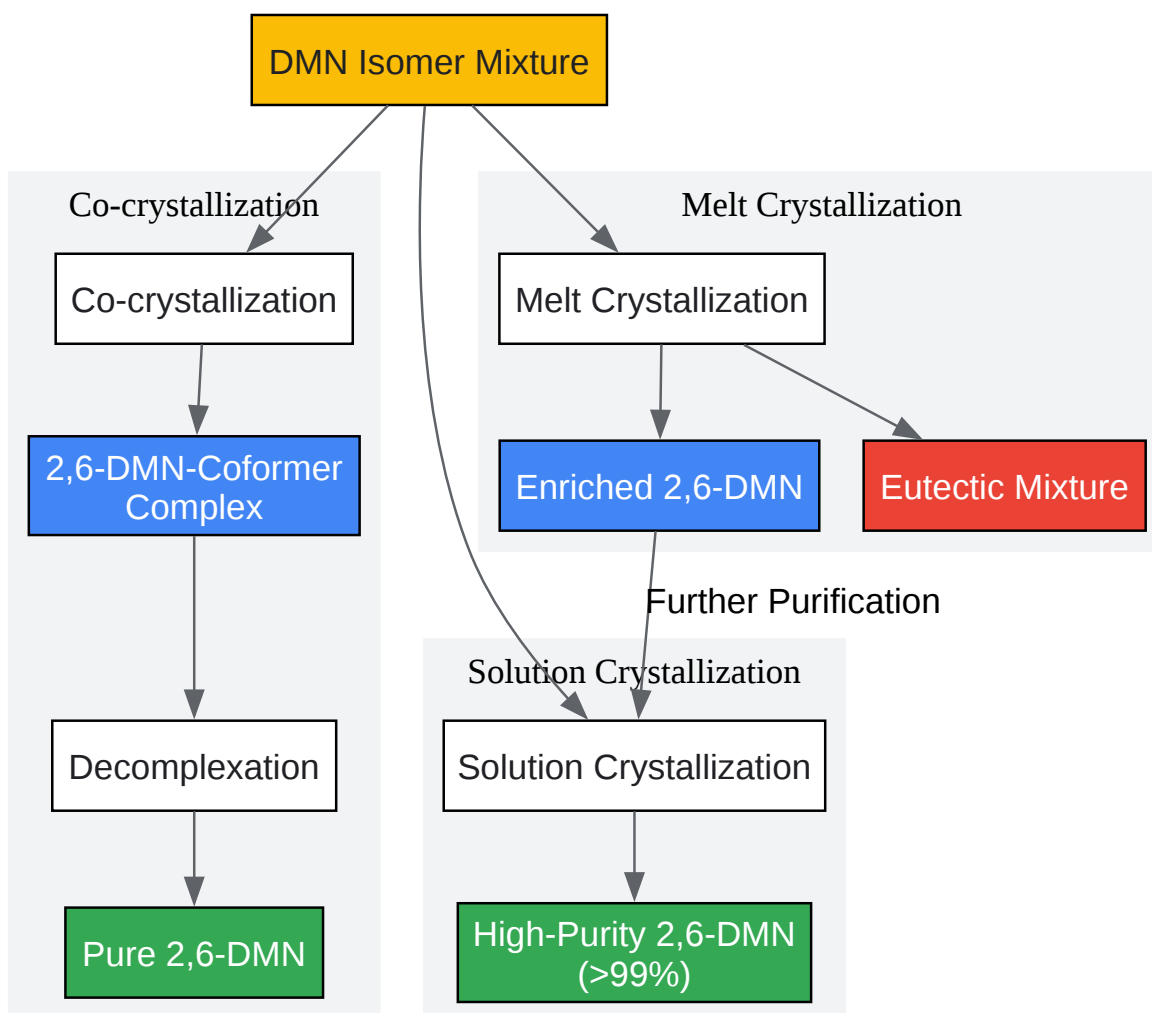 DMN Isomer Mixture
Co-crystallization
Melt Crystallization
Co-crystallization
Melt Crystallization
2,6-DMN-Coformer
Complex
Enriched 2,6-DMN
Eutectic Mixture
Further Purification
Solution Crystallization
Decomplexation
Solution Crystallization
Pure 2,6-DMN
High-Purity 2,6-DMN
(>99%)